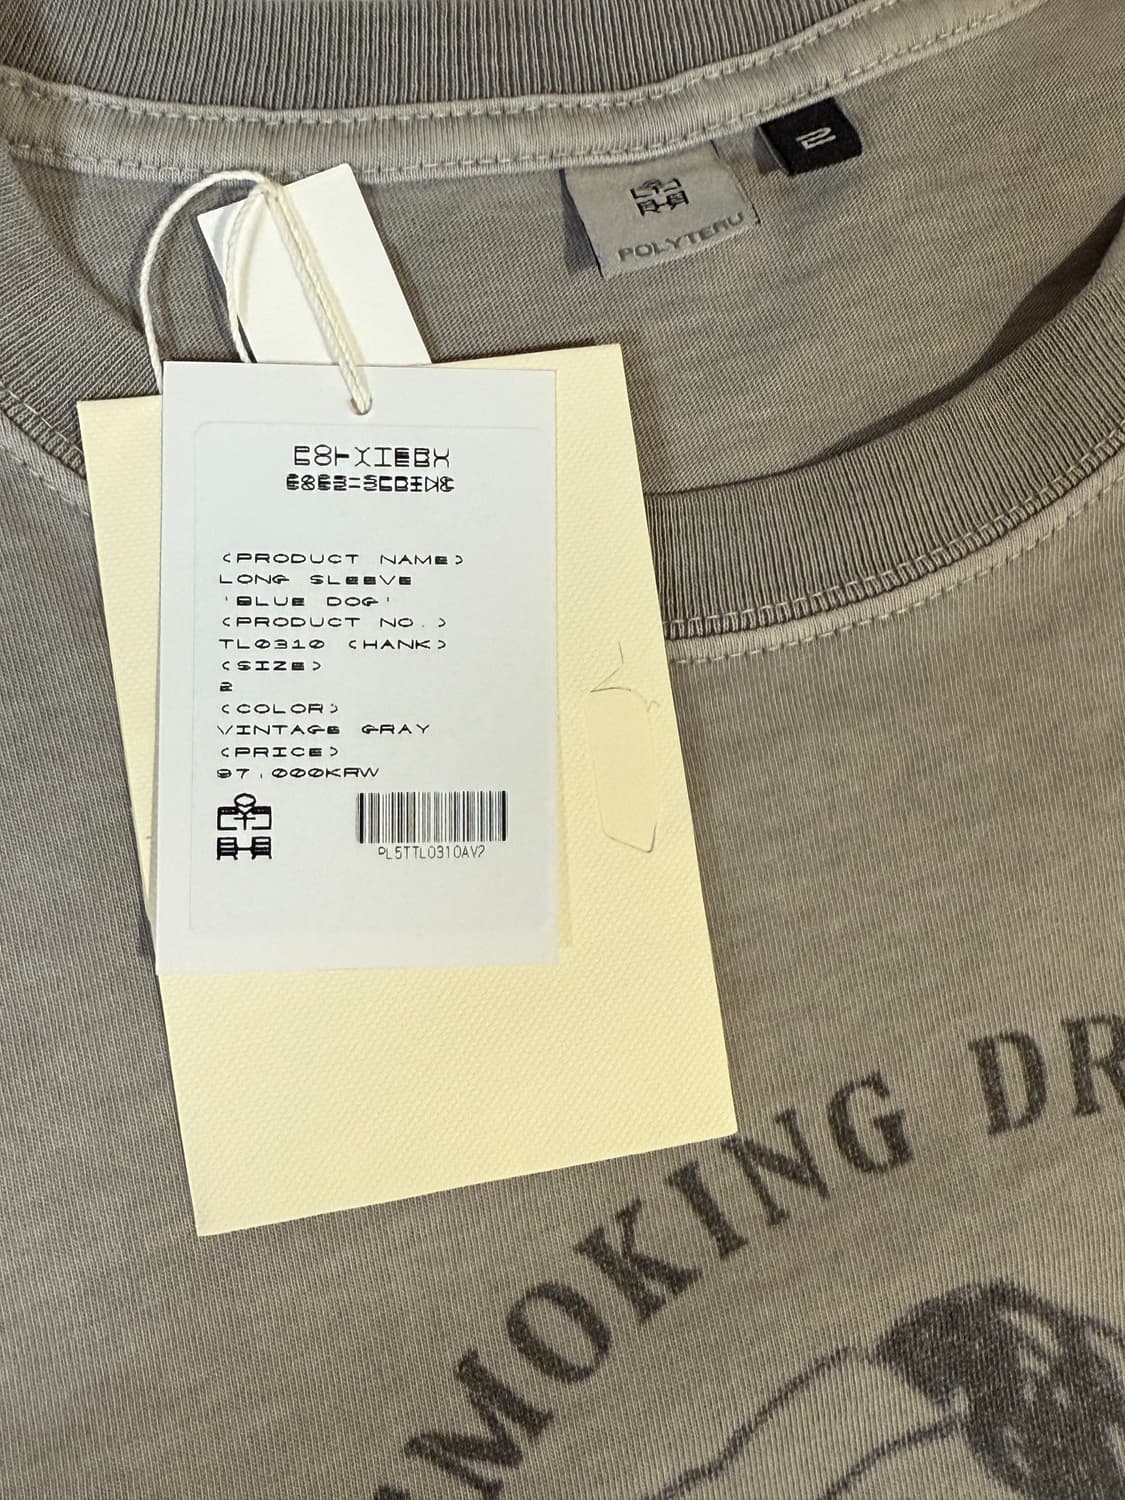 2
POLYTERU
<PRODUCT NAME>
LONG SLEEVE
'BLUE DOG'
<PRODUCT NO.>
TL0310 <HANK>
<SIZE>
2
<COLOR>
VINTAGE GRAY
<PRICE>
97,000KRW
PL5TTL0310AV2
MOKING DR